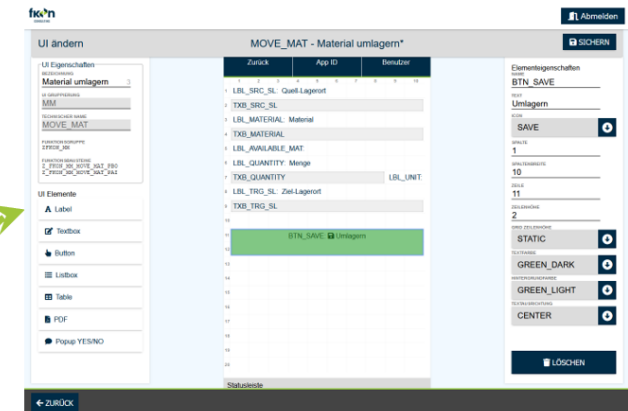 Abmelden
UI ändern
MOVE_MAT - Material umlagern*
SICHERN
UI Eigenschaften
BEZEICHNUNG
Material umlagern 3
UI GRUPPIERUNG
MM
TECHNISCHER NAME
MOVE_MAT
FUNKTIONSGRUPPE
FUNKTIONSBAUSTEINE
UI Elemente
A Label
Textbox
Button
Listbox
Table
PDF
Popup YES/NO
Zurück App ID Benutzer
1 2 3 4 5 6 7 8 9 10
1 LBL_SRC_SL: Quell-Lagerort
2 TXB_SRC_SL
3 LBL_MATERIAL: Material
4 TXB_MATERIAL
5 LBL_AVAILABLE_MAT:
6 LBL_QUANTITY: Menge
7 TXB_QUANTITY LBL_UNIT:
8 LBL_TRG_SL: Ziel-Lagerort
9 TXB_TRG_SL
10
11 BTN_SAVE: Umlagern
12
13
14
15
16
17
18
19
20
Statusleiste
Elementeigenschaften
NAME
BTN_SAVE
TEXT
Umlagern
ICON
SAVE
SPALTE
1
SPALTENBREITE
10
ZEILE
11
ZEILENHÖHE
2
GRID ZEILENHÖHE
STATIC
TEXTFARBE
GREEN_DARK
HINTERGRUNDFARBE
GREEN_LIGHT
TEXTAUSRICHTUNG
CENTER
LÖSCHEN
← ZURÜCK